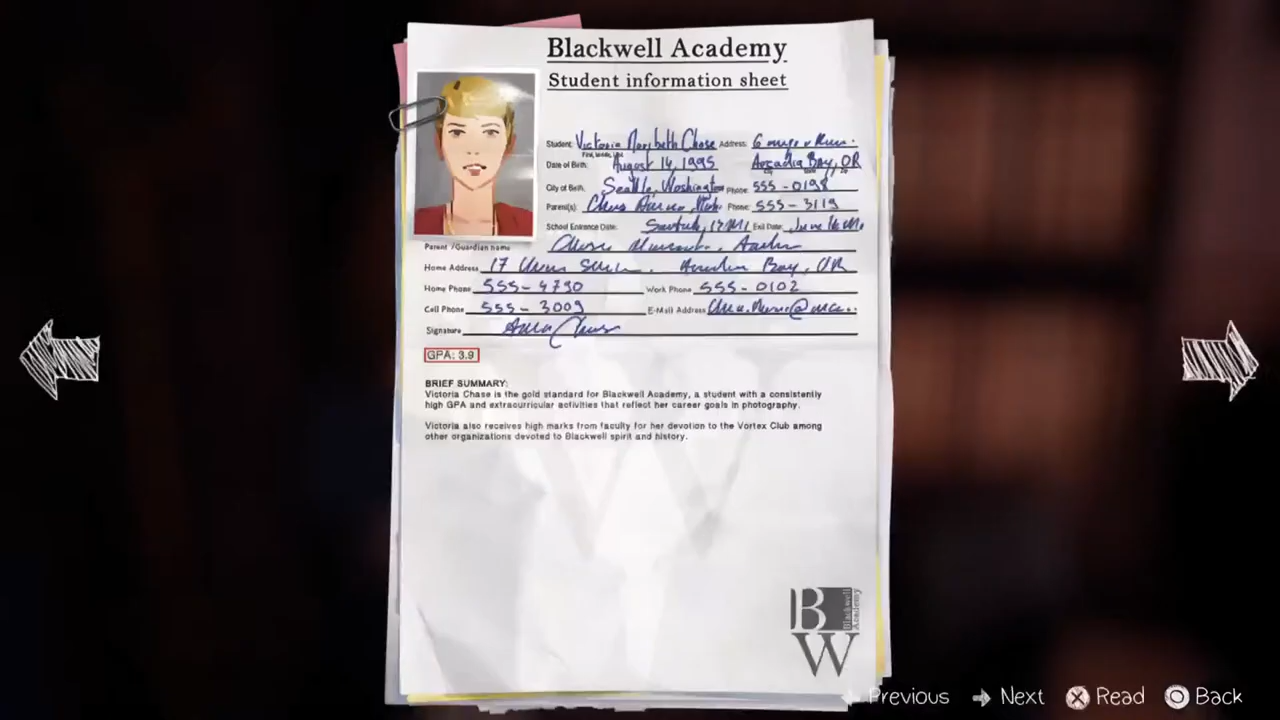 Blackwell Academy
Student information sheet
Student: Victoria Maribeth Chase Address:
First, Middle, Last
Date of Birth: August 14, 1995 Arcadia Bay, OR
City of Birth: Seattle, Washington Phone: 555-0198
Parent(s): Phone: 555-3119
School Entrance Date: Exit Date:
Parent /Guardian name
Home Address 17 Bay, OR
Home Phone 555-4790 Work Phone 555-0102
Cell Phone 555-3009 E-Mail Address
Signature
GPA: 3.9
BRIEF SUMMARY:
Victoria Chase is the gold standard for Blackwell Academy, a student with a consistently
high GPA and extracurricular activities that reflect her career goals in photography.
Victoria also receives high marks from faculty for her devotion to the Vortex Club among
other organizations devoted to Blackwell spirit and history.
B
Blackwell
Academy
W
Previous Next Read Back